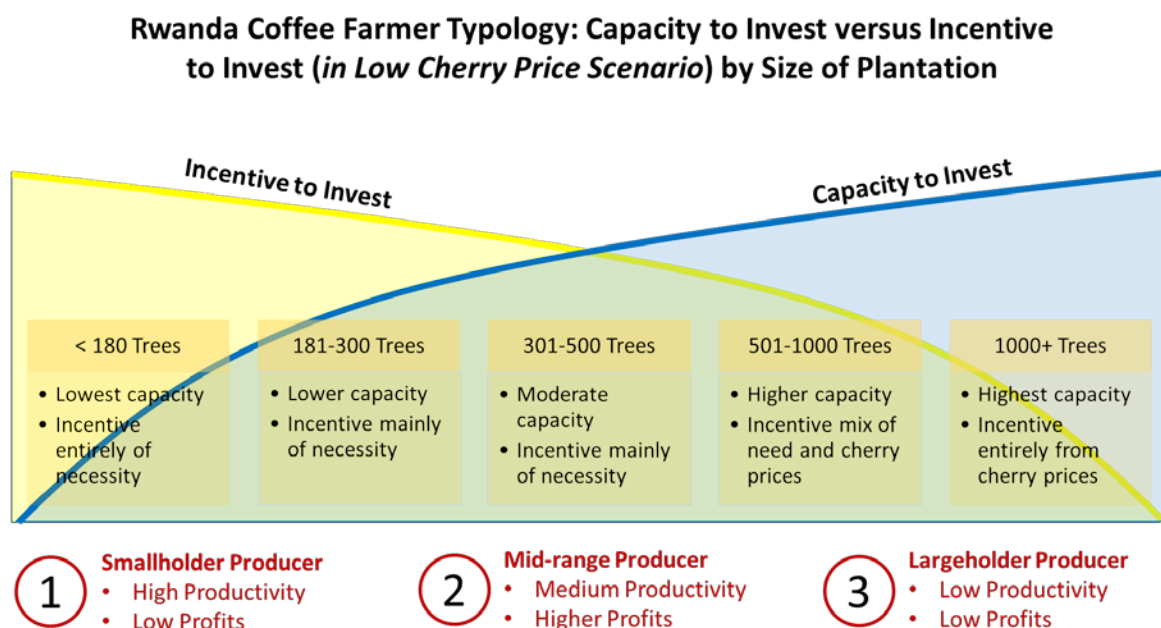 Rwanda Coffee Farmer Typology: Capacity to Invest versus Incentive
to Invest (in Low Cherry Price Scenario) by Size of Plantation
Incentive to Invest
Capacity to Invest
< 180 Trees
• Lowest capacity
• Incentive
entirely of
necessity
181-300 Trees
• Lower capacity
• Incentive mainly
of necessity
301-500 Trees
• Moderate
capacity
• Incentive mainly
of necessity
501-1000 Trees
• Higher capacity
• Incentive mix of
need and cherry
prices
1000+ Trees
• Highest capacity
• Incentive
entirely from
cherry prices
1
Smallholder Producer
• High Productivity
• Low Profits
2
Mid-range Producer
• Medium Productivity
• Higher Profits
3
Largeholder Producer
• Low Productivity
• Low Profits